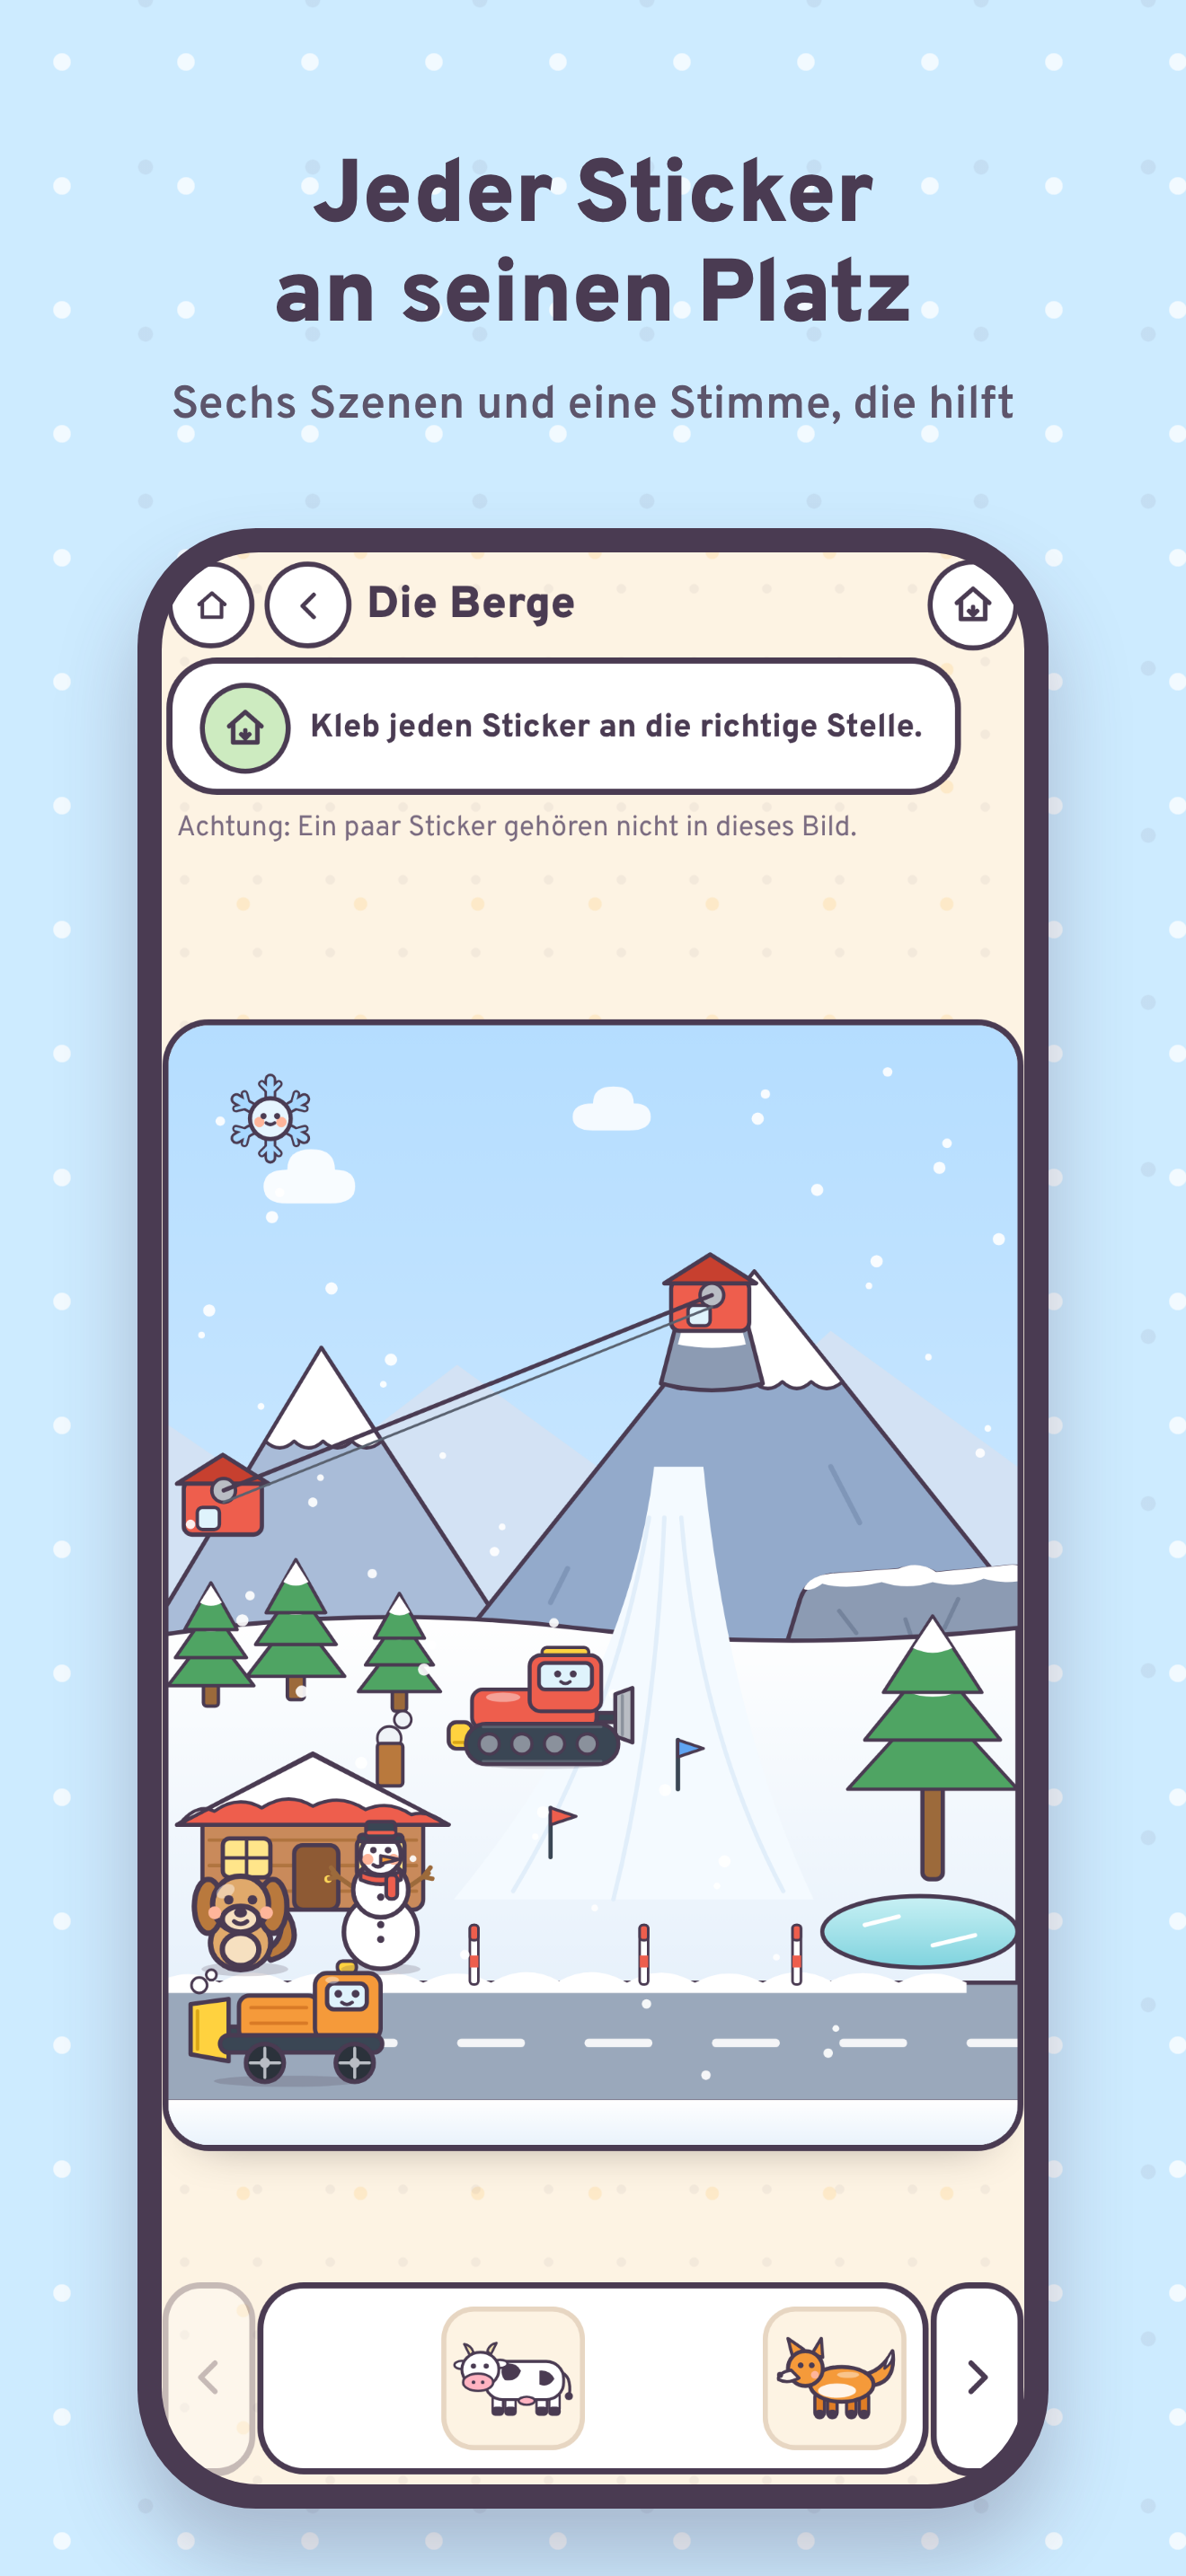 Jeder Sticker
an seinen Platz
Sechs Szenen und eine Stimme, die hilft
Die Berge
Kleb jeden Sticker an die richtige Stelle.
Achtung: Ein paar Sticker gehören nicht in dieses Bild.